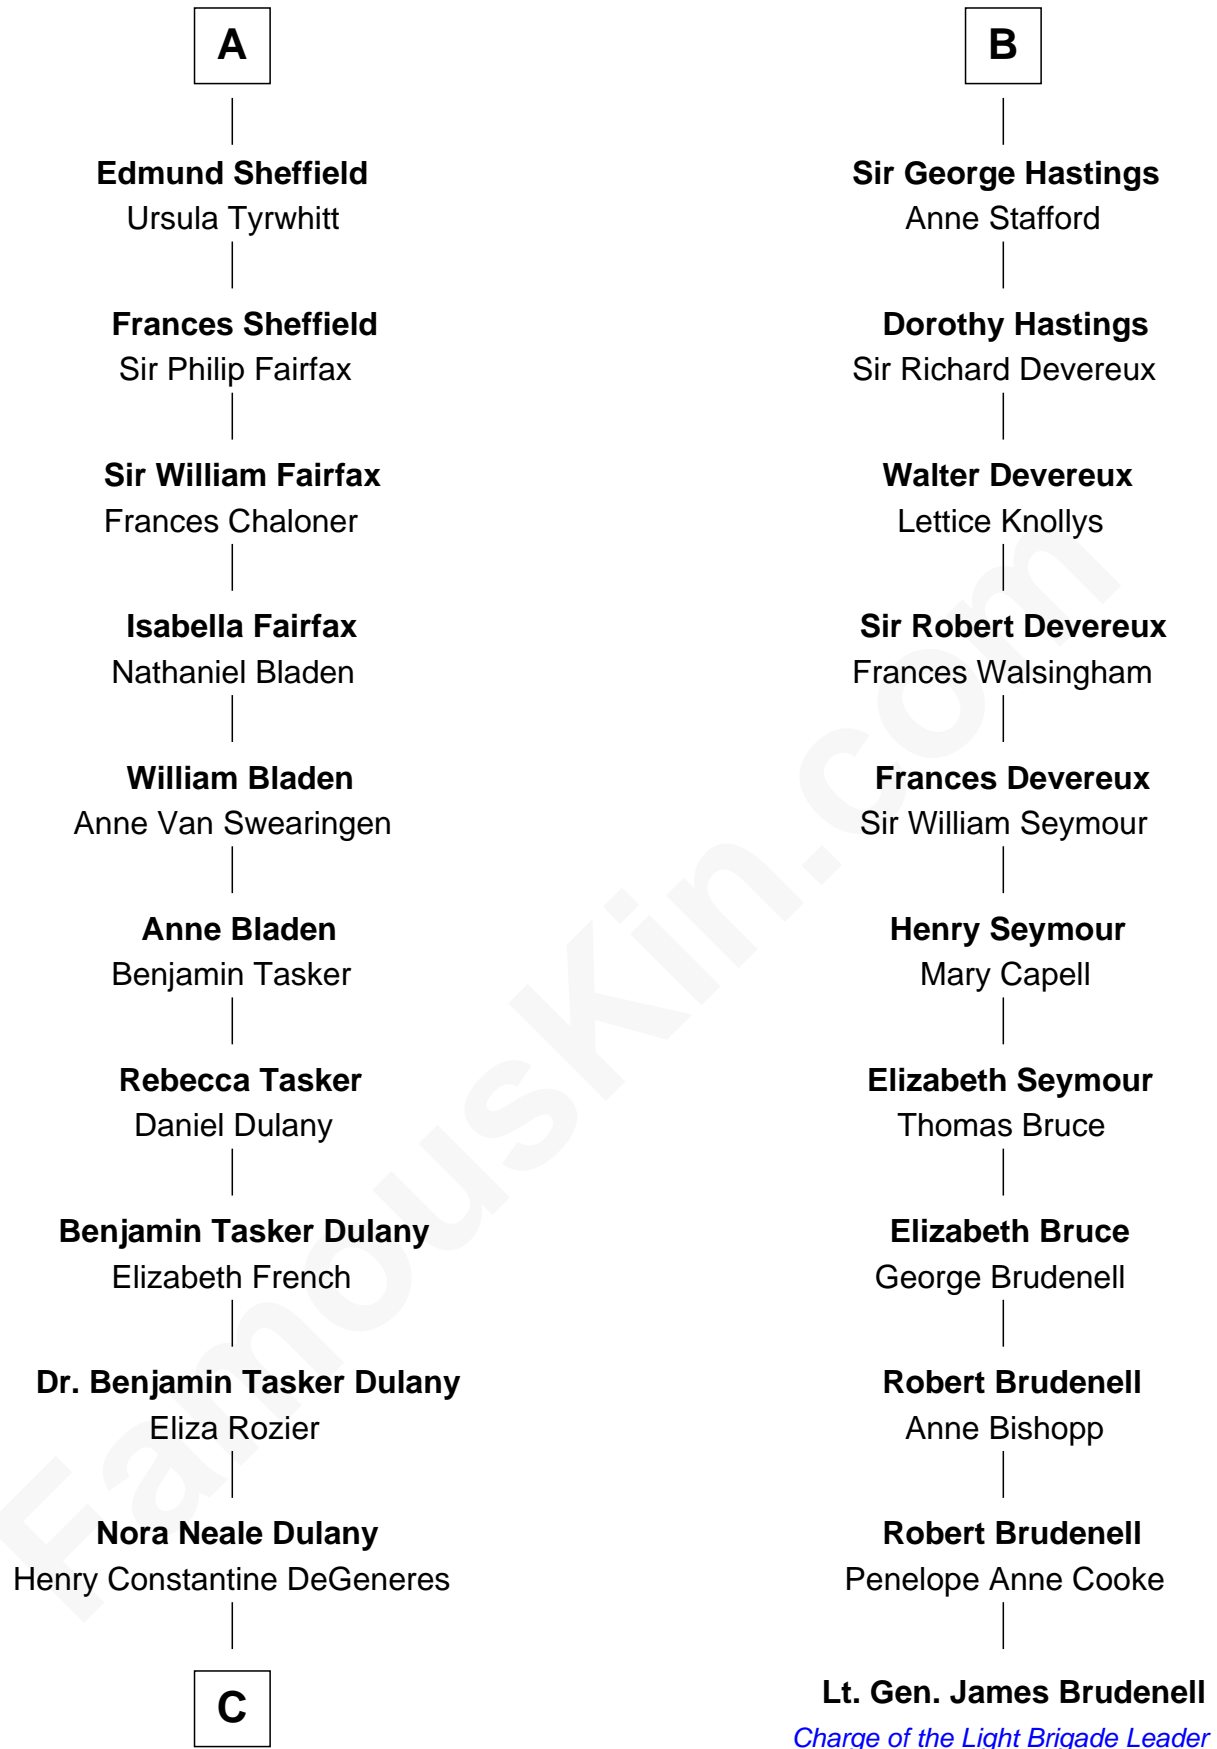 A
Edmund Sheffield
Ursula Tyrwhitt
Frances Sheffield
Sir Philip Fairfax
Sir William Fairfax
Frances Chaloner
Isabella Fairfax
Nathaniel Bladen
William Bladen
Anne Van Swearingen
Anne Bladen
Benjamin Tasker
Rebecca Tasker
Daniel Dulany
Benjamin Tasker Dulany
Elizabeth French
Dr. Benjamin Tasker Dulany
Eliza Rozier
Nora Neale Dulany
Henry Constantine DeGeneres
C
B
Sir George Hastings
Anne Stafford
Dorothy Hastings
Sir Richard Devereux
Walter Devereux
Lettice Knollys
Sir Robert Devereux
Frances Walsingham
Frances Devereux
Sir William Seymour
Henry Seymour
Mary Capell
Elizabeth Seymour
Thomas Bruce
Elizabeth Bruce
George Brudenell
Robert Brudenell
Anne Bishopp
Robert Brudenell
Penelope Anne Cooke
Lt. Gen. James Brudenell
Charge of the Light Brigade Leader
FamousKin.com